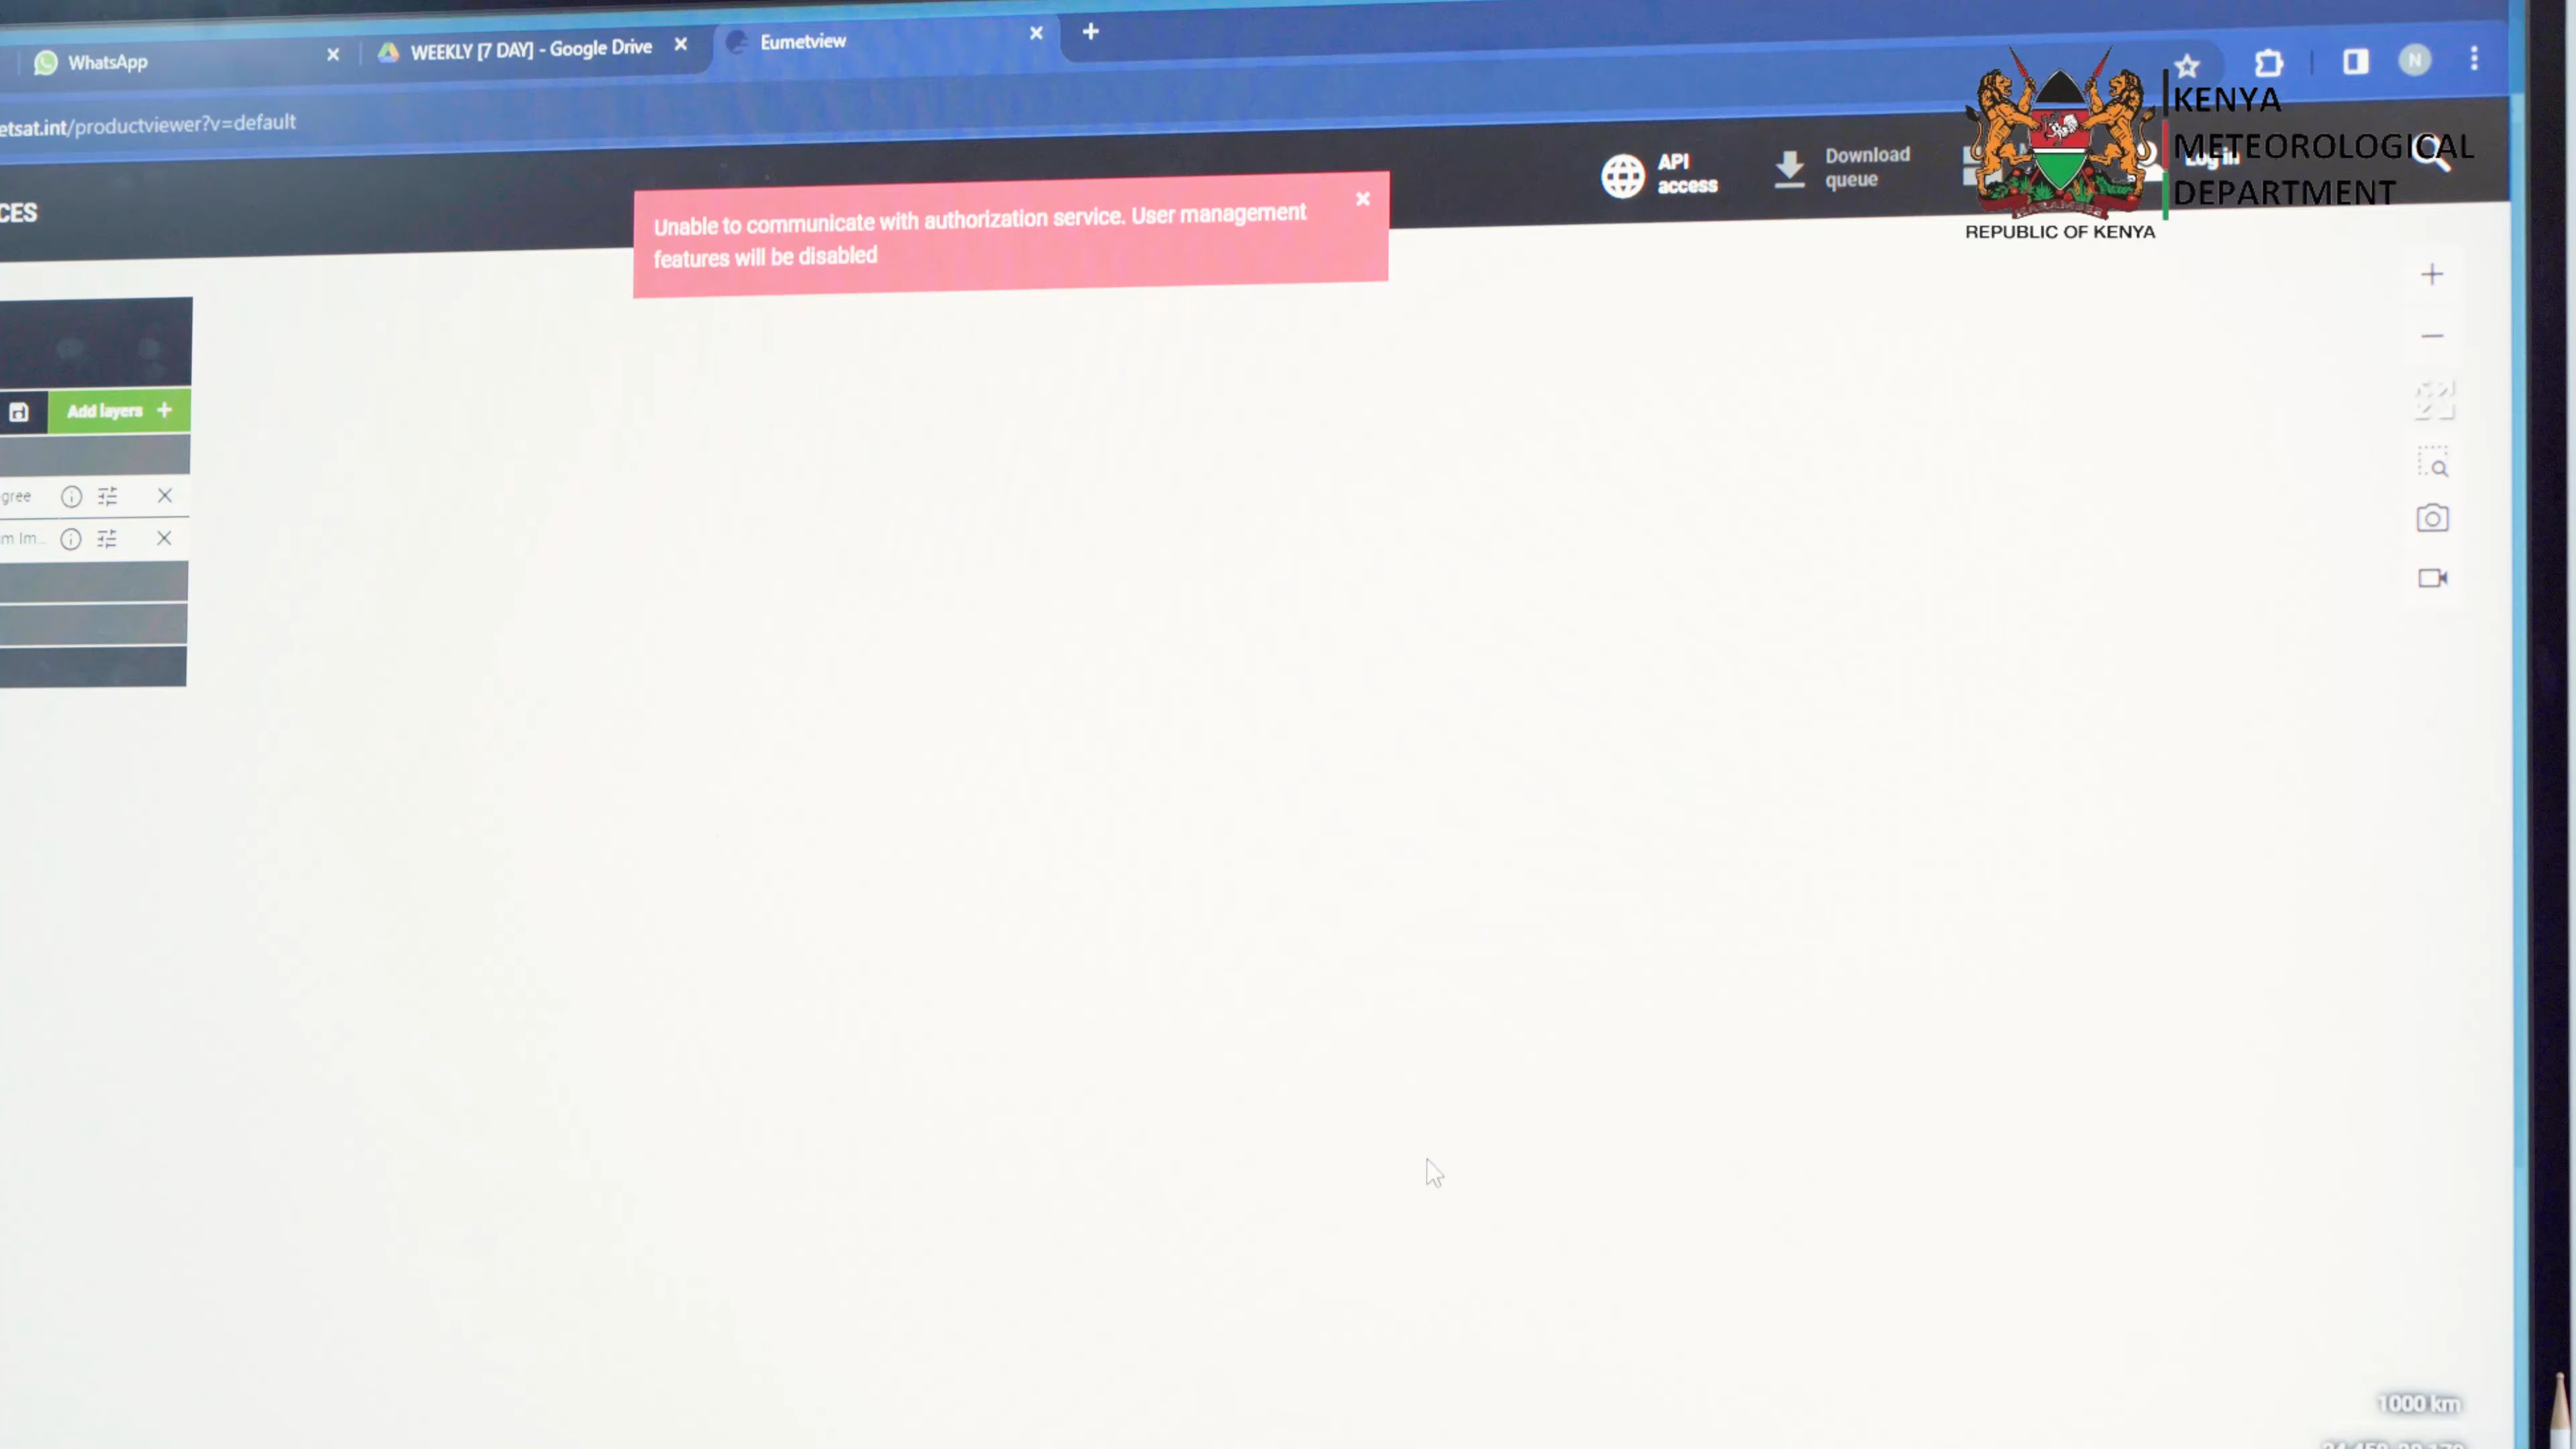 WhatsApp
WEEKLY [7 DAY] - Google Drive
Eumetview
N
etsat.int/productviewer?v=default
KENYA
METEOROLOGICAL
DEPARTMENT
REPUBLIC OF KENYA
API
access
Download
queue
Log in
CES
Unable to communicate with authorization service. User management
features will be disabled
Add layers +
gree
m Im...
1000 km